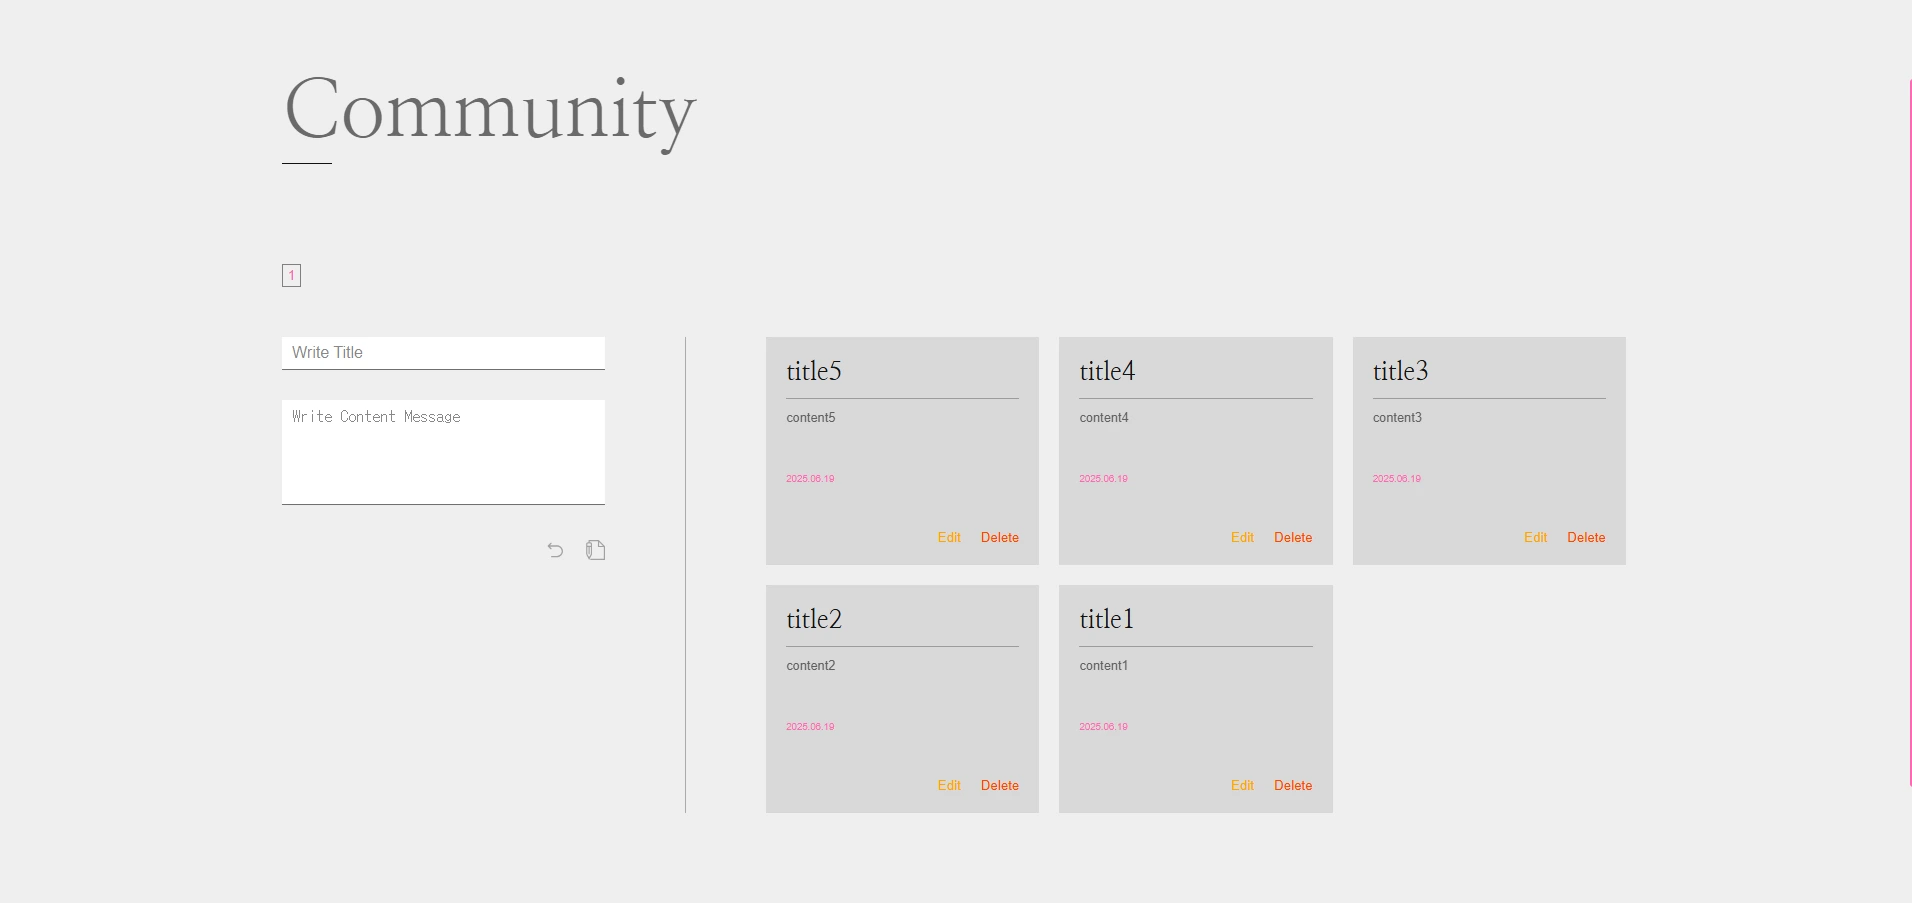 Community
1
Write Title
Write Content Message
title5
content5
2025.06.19
Edit Delete
title4
content4
2025.06.19
Edit Delete
title3
content3
2025.06.19
Edit Delete
title2
content2
2025.06.19
Edit Delete
title1
content1
2025.06.19
Edit Delete